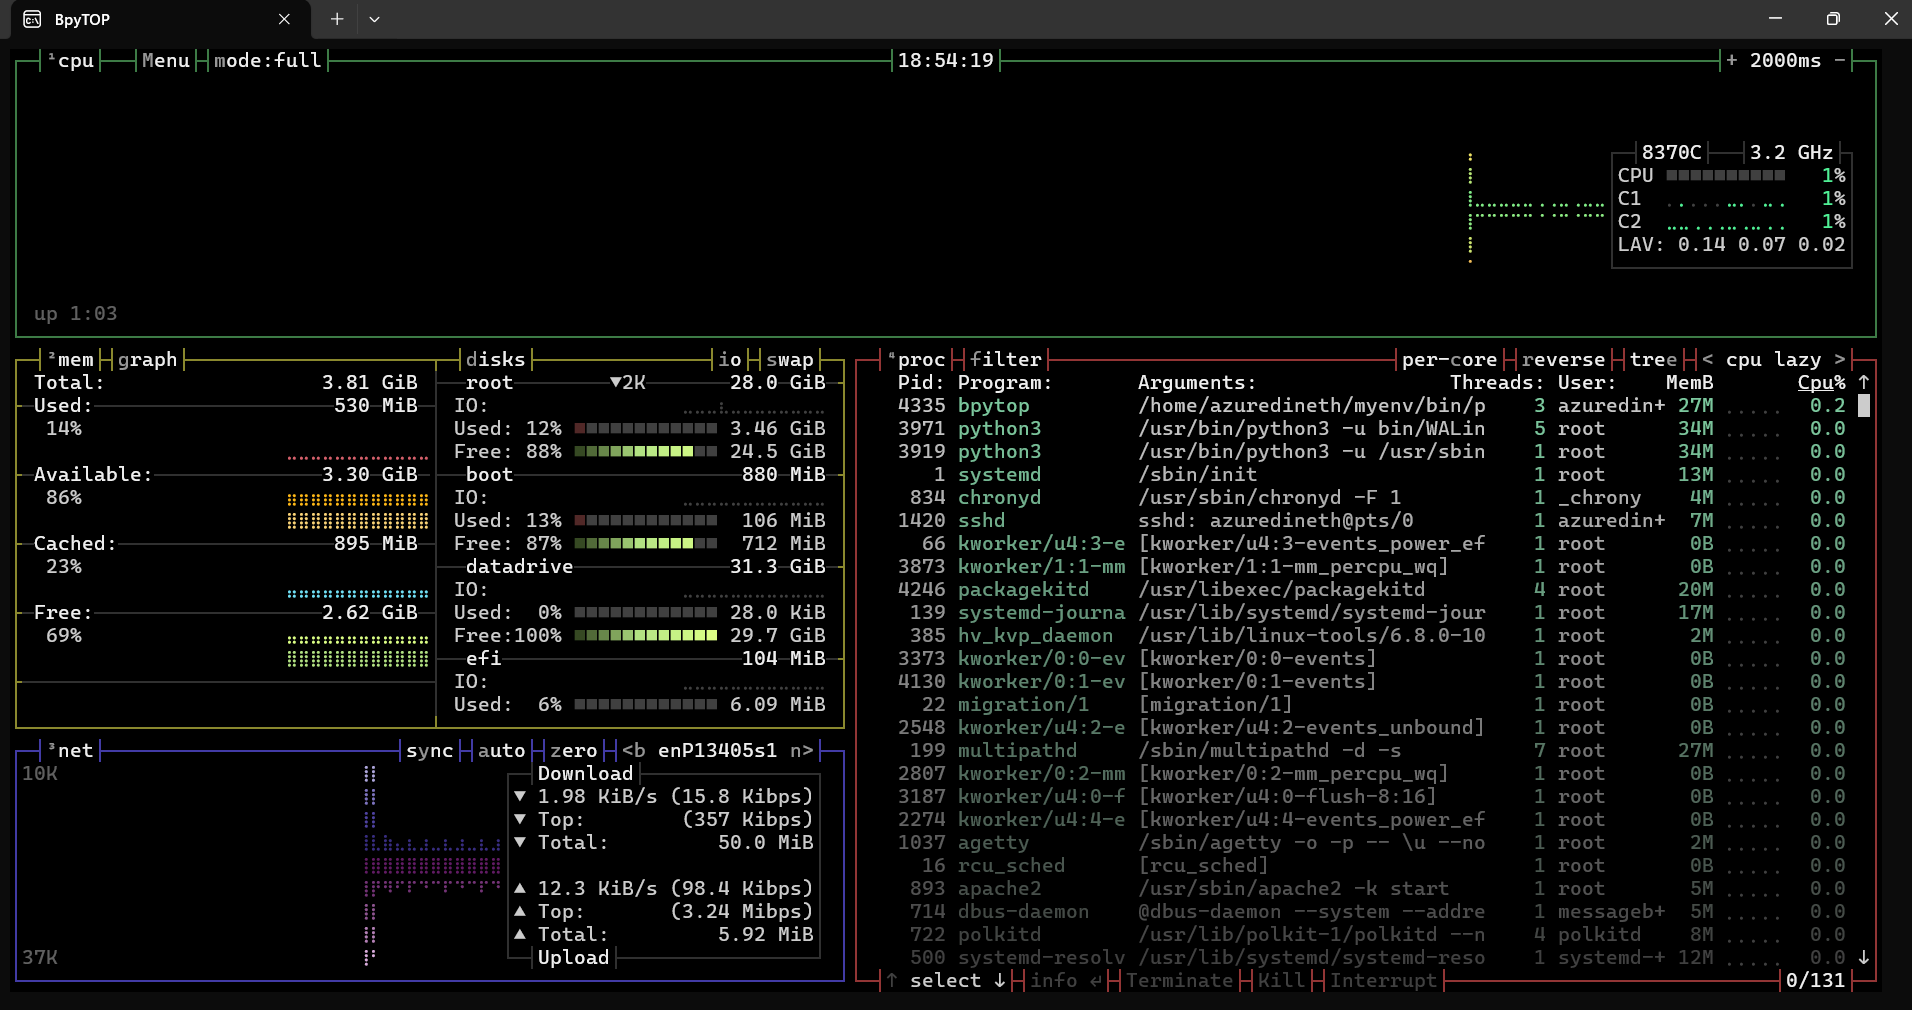 BpyTOP
¹cpu Menu mode:full 18:54:19 + 2000ms -
8370C 3.2 GHz
CPU 1%
C1 1%
C2 1%
LAV: 0.14 0.07 0.02
up 1:03
²mem graph disks io swap
Total: 3.81 GiB
Used: 530 MiB
14%
Available: 3.30 GiB
86%
Cached: 895 MiB
23%
Free: 2.62 GiB
69%
root ▼2K 28.0 GiB
IO:
Used: 12% 3.46 GiB
Free: 88% 24.5 GiB
boot 880 MiB
IO:
Used: 13% 106 MiB
Free: 87% 712 MiB
datadrive 31.3 GiB
IO:
Used: 0% 28.0 KiB
Free:100% 29.7 GiB
efi 104 MiB
IO:
Used: 6% 6.09 MiB
³net sync auto zero <b enP13405s1 n>
10K
37K
Download
▼ 1.98 KiB/s (15.8 Kibps)
▼ Top: (357 Kibps)
▼ Total: 50.0 MiB
▲ 12.3 KiB/s (98.4 Kibps)
▲ Top: (3.24 Mibps)
▲ Total: 5.92 MiB
Upload
⁴proc filter per-core reverse tree < cpu lazy >
Pid: Program: Arguments: Threads: User: MemB Cpu% ↑
4335 bpytop /home/azuredineth/myenv/bin/p 3 azuredin+ 27M 0.2
3971 python3 /usr/bin/python3 -u bin/WALin 5 root 34M 0.0
3919 python3 /usr/bin/python3 -u /usr/sbin 1 root 34M 0.0
1 systemd /sbin/init 1 root 13M 0.0
834 chronyd /usr/sbin/chronyd -F 1 1 _chrony 4M 0.0
1420 sshd sshd: azuredineth@pts/0 1 azuredin+ 7M 0.0
66 kworker/u4:3-e [kworker/u4:3-events_power_ef 1 root 0B 0.0
3873 kworker/1:1-mm [kworker/1:1-mm_percpu_wq] 1 root 0B 0.0
4246 packagekitd /usr/libexec/packagekitd 4 root 20M 0.0
139 systemd-journa /usr/lib/systemd/systemd-jour 1 root 17M 0.0
385 hv_kvp_daemon /usr/lib/linux-tools/6.8.0-10 1 root 2M 0.0
3373 kworker/0:0-ev [kworker/0:0-events] 1 root 0B 0.0
4130 kworker/0:1-ev [kworker/0:1-events] 1 root 0B 0.0
22 migration/1 [migration/1] 1 root 0B 0.0
2548 kworker/u4:2-e [kworker/u4:2-events_unbound] 1 root 0B 0.0
199 multipathd /sbin/multipathd -d -s 7 root 27M 0.0
2807 kworker/0:2-mm [kworker/0:2-mm_percpu_wq] 1 root 0B 0.0
3187 kworker/u4:0-f [kworker/u4:0-flush-8:16] 1 root 0B 0.0
2274 kworker/u4:4-e [kworker/u4:4-events_power_ef 1 root 0B 0.0
1037 agetty /sbin/agetty -o -p -- \u --no 1 root 2M 0.0
16 rcu_sched [rcu_sched] 1 root 0B 0.0
893 apache2 /usr/sbin/apache2 -k start 1 root 5M 0.0
714 dbus-daemon @dbus-daemon --system --addre 1 messageb+ 5M 0.0
722 polkitd /usr/lib/polkit-1/polkitd --n 4 polkitd 8M 0.0
500 systemd-resolv /usr/lib/systemd/systemd-reso 1 systemd-+ 12M 0.0 ↓
↑ select ↓ info ↵ Terminate Kill Interrupt 0/131